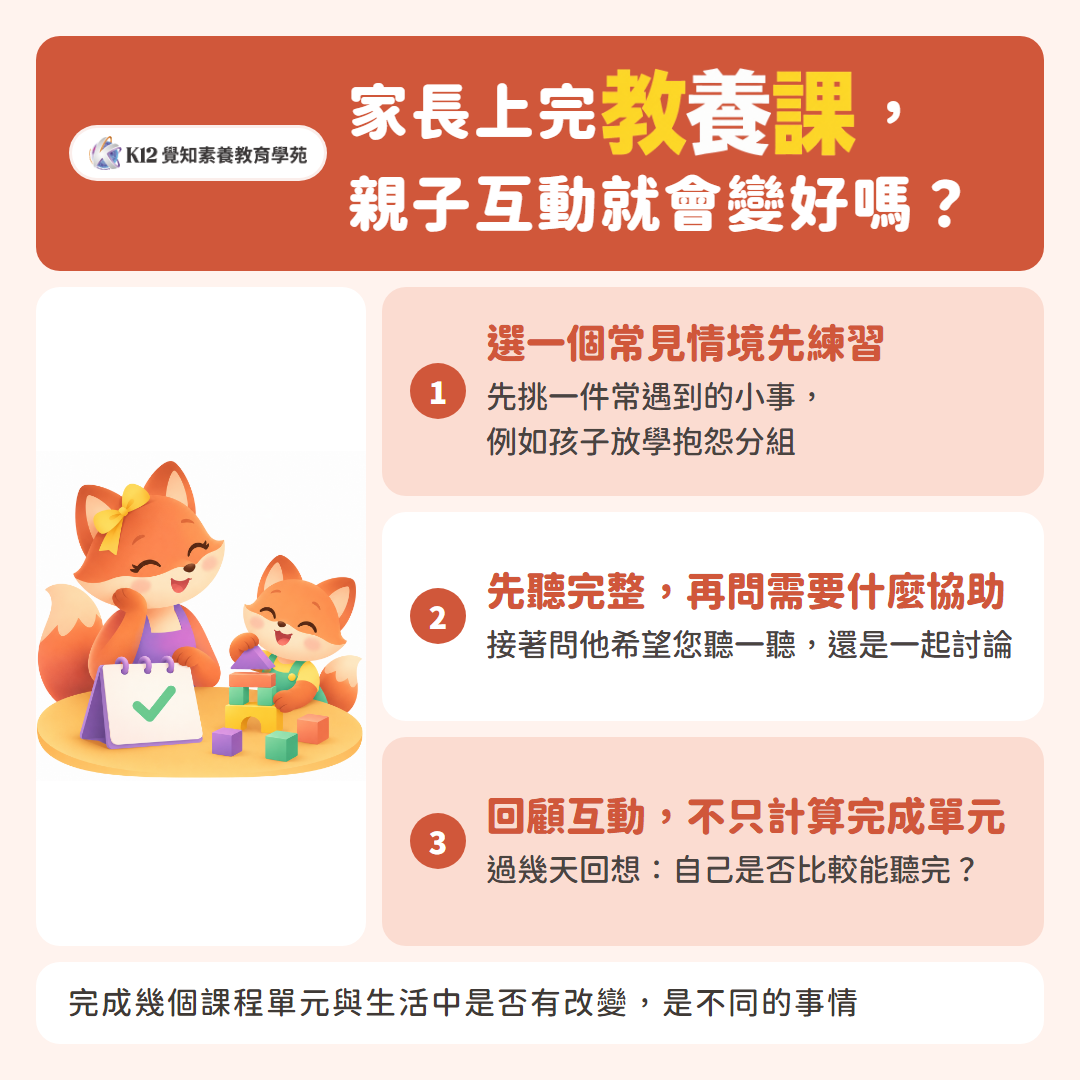 K12 覺知素養教育學苑
家長上完教養課，
親子互動就會變好嗎？
1
選一個常見情境先練習
先挑一件常遇到的小事，
例如孩子放學抱怨分組
2
先聽完整，再問需要什麼協助
接著問他希望您聽一聽，還是一起討論
3
回顧互動，不只計算完成單元
過幾天回想：自己是否比較能聽完？
完成幾個課程單元與生活中是否有改變，是不同的事情